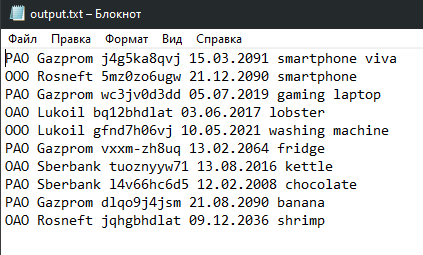 output.txt – Блокнот
Файл Правка Формат Вид Справка
PAO Gazprom j4g5ka8qvj 15.03.2091 smartphone viva
OOO Rosneft 5mz0zo6ugw 21.12.2090 smartphone
PAO Gazprom wc3jv0d3dd 05.07.2019 gaming laptop
OAO Lukoil bq12bhdlat 03.06.2017 lobster
OOO Lukoil gfnd7h06vj 10.05.2021 washing machine
PAO Gazprom vxxm-zh8uq 13.02.2064 fridge
OAO Sberbank tuoznyyw71 13.08.2016 kettle
PAO Sberbank l4v66hc6d5 12.02.2008 chocolate
PAO Gazprom dlqo9j4jsm 21.08.2090 banana
OAO Rosneft jqhgbhdlat 09.12.2036 shrimp